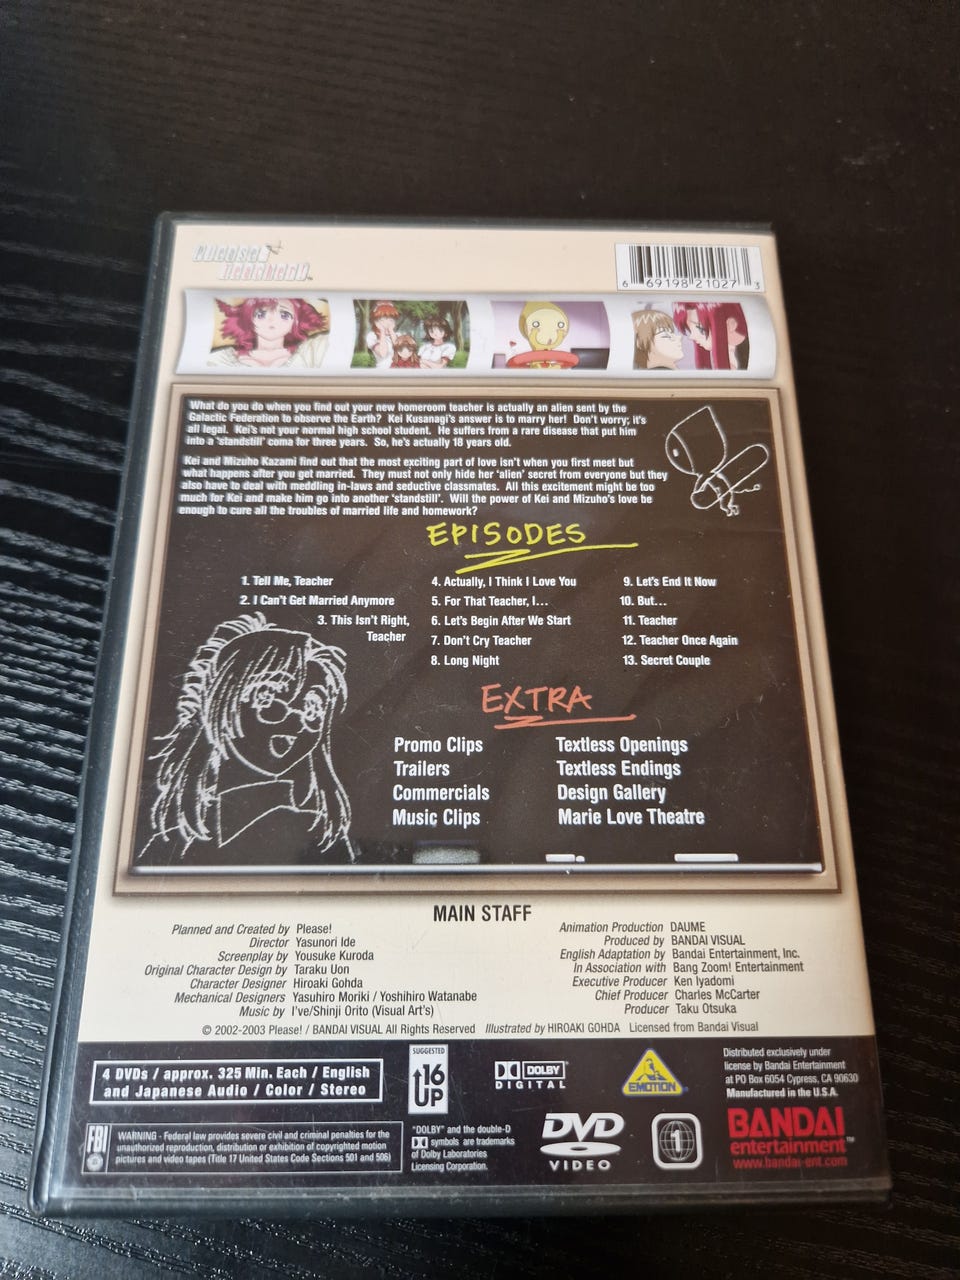 Please Teacher!
6 69198 21027 3
What do you do when you find out your new homeroom teacher is actually an alien sent by the
Galactic Federation to observe the Earth? Kei Kusanagi's answer is to marry her! Don't worry; it's
all legal. Kei's not your normal high school student. He suffers from a rare disease that put him
into a 'standstill' coma for three years. So, he's actually 18 years old.
Kei and Mizuho Kazami find out that the most exciting part of love isn't when you first meet but
what happens after you get married. They must not only hide her 'alien' secret from everyone but they
also have to deal with meddling in-laws and seductive classmates. All this excitement might be too
much for Kei and make him go into another 'standstill'. Will the power of Kei and Mizuho's love be
enough to cure all the troubles of married life and homework?
EPISODES
1. Tell Me, Teacher
2. I Can't Get Married Anymore
3. This Isn't Right,
Teacher
4. Actually, I Think I Love You
5. For That Teacher, I...
6. Let's Begin After We Start
7. Don't Cry Teacher
8. Long Night
9. Let's End It Now
10. But...
11. Teacher
12. Teacher Once Again
13. Secret Couple
EXTRA
Promo Clips
Trailers
Commercials
Music Clips
Textless Openings
Textless Endings
Design Gallery
Marie Love Theatre
MAIN STAFF
Planned and Created by Please!
Director Yasunori Ide
Screenplay by Yousuke Kuroda
Original Character Design by Taraku Uon
Character Designer Hiroaki Gohda
Mechanical Designers Yasuhiro Moriki / Yoshihiro Watanabe
Music by I've/Shinji Orito (Visual Art's)
Animation Production DAUME
Produced by BANDAI VISUAL
English Adaptation by Bandai Entertainment, Inc.
In Association with Bang Zoom! Entertainment
Executive Producer Ken Iyadomi
Chief Producer Charles McCarter
Producer Taku Otsuka
© 2002-2003 Please! / BANDAI VISUAL All Rights Reserved Illustrated by HIROAKI GOHDA Licensed from Bandai Visual
4 DVDs / approx. 325 Min. Each / English
and Japanese Audio / Color / Stereo
SUGGESTED
16
UP
DOLBY
DIGITAL
EMOTION
Distributed exclusively under
license by Bandai Entertainment
at PO Box 6054 Cypress, CA 90630
Manufactured in the U.S.A.
FBI
WARNING - Federal law provides severe civil and criminal penalties for the
unauthorized reproduction, distribution or exhibition of copyrighted motion
pictures and video tapes (Title 17 United States Code Sections 501 and 506)
"DOLBY" and the double-D
symbols are trademarks
of Dolby Laboratories
Licensing Corporation.
DVD
VIDEO
1
BANDAI
entertainment™
www.bandai-ent.com